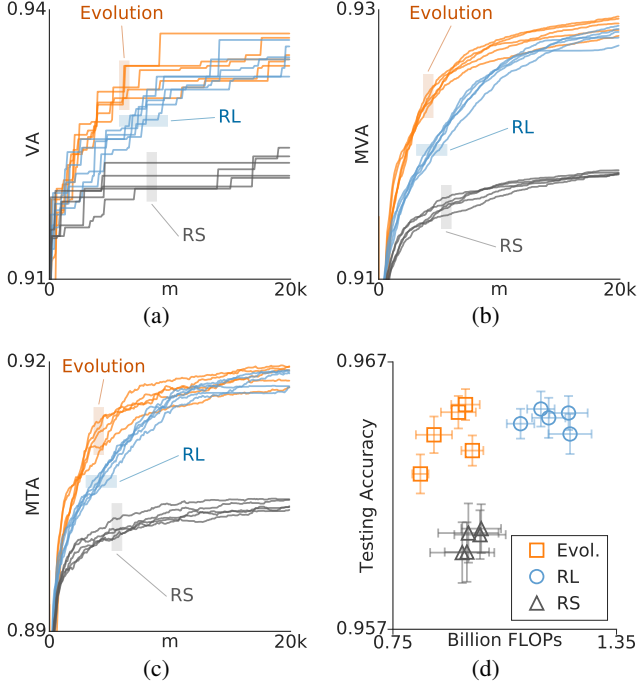 0.94
Evolution
VA
RL
RS
0.91
0
m
20k
(a)
0.93
Evolution
MVA
RL
RS
0.91
0
m
20k
(b)
0.92
Evolution
MTA
RL
RS
0.89
0
m
20k
(c)
0.967
Testing Accuracy
Evol.
RL
RS
0.957
0.75
Billion FLOPs
1.35
(d)